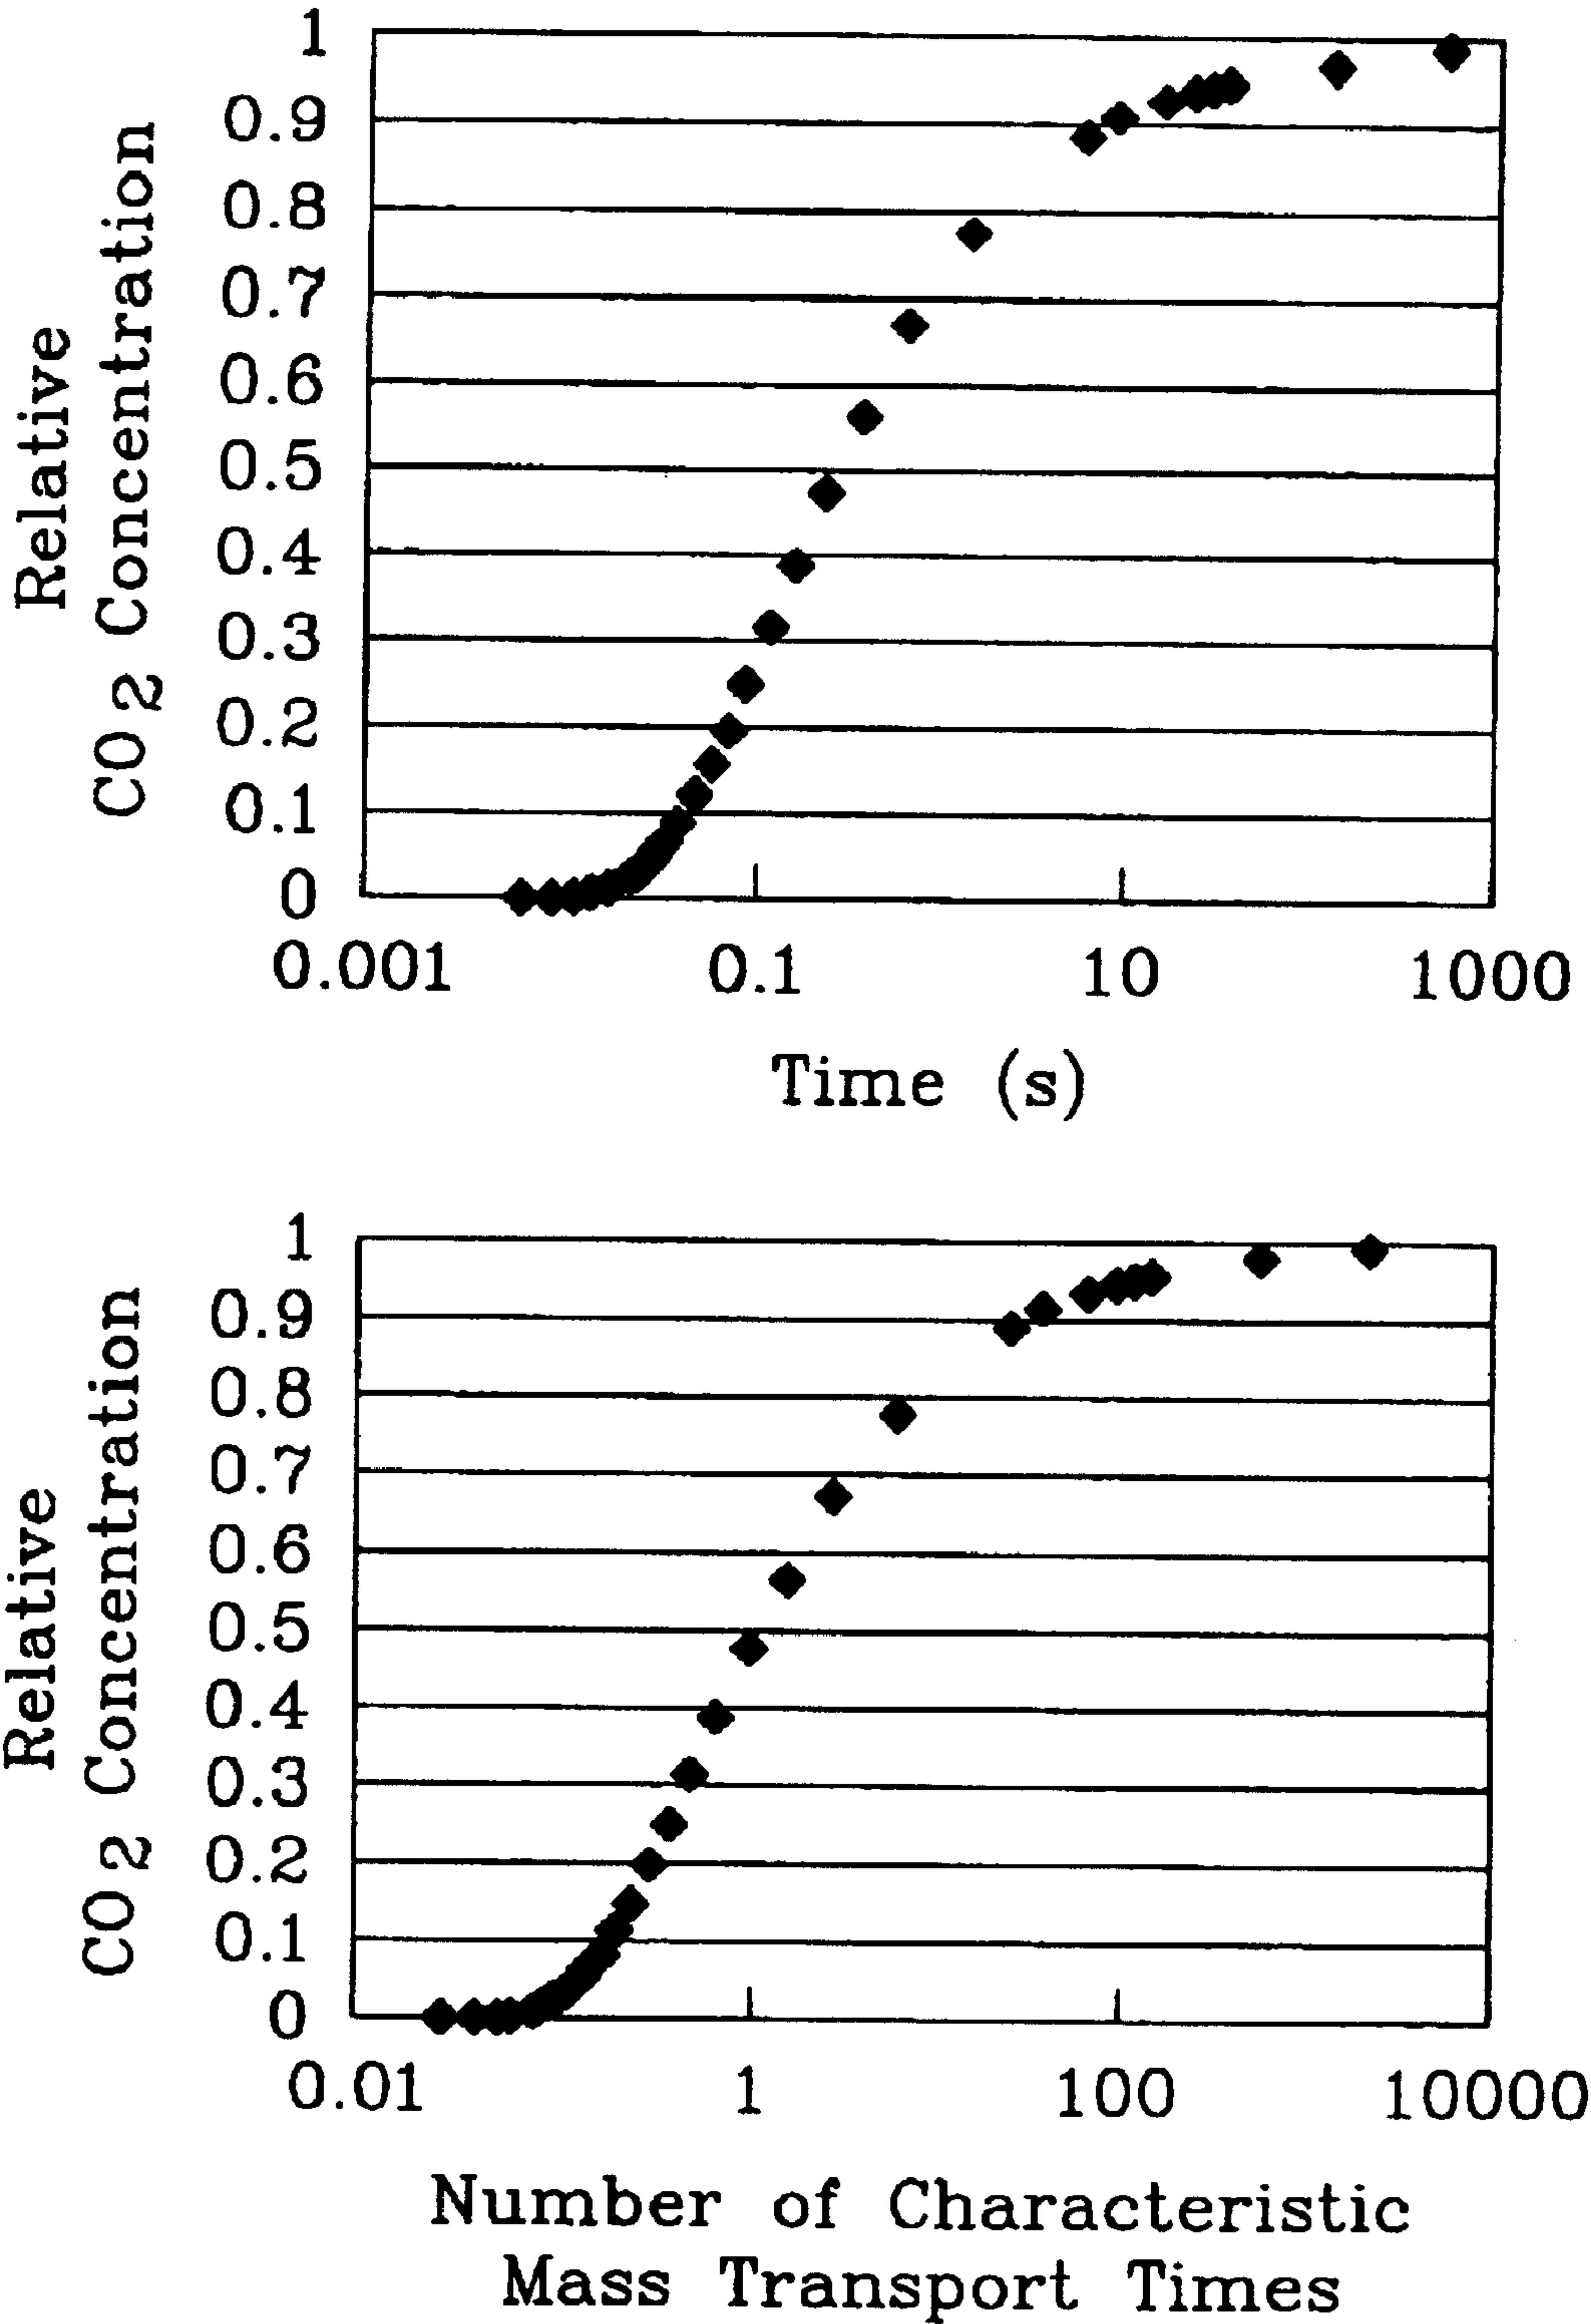 Relative
CO2 Concentration
1
0.9
0.8
0.7
0.6
0.5
0.4
0.3
0.2
0.1
0
0.001 0.1 10 1000
Time (s)
Relative
CO2 Concentration
1
0.9
0.8
0.7
0.6
0.5
0.4
0.3
0.2
0.1
0
0.01 1 100 10000
Number of Characteristic
Mass Transport Times